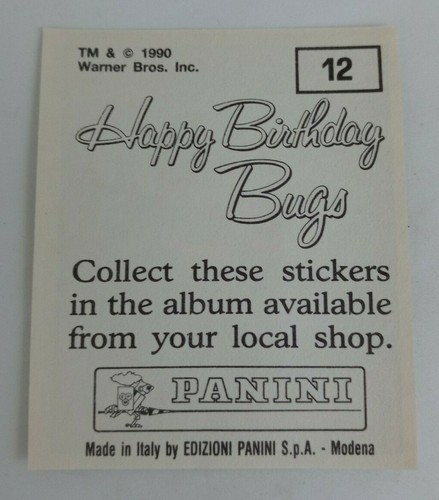 TM & © 1990
Warner Bros. Inc.
12
Happy Birthday
Bugs
Collect these stickers
in the album available
from your local shop.
PANINI
Made in Italy by EDIZIONI PANINI S.p.A. - Modena